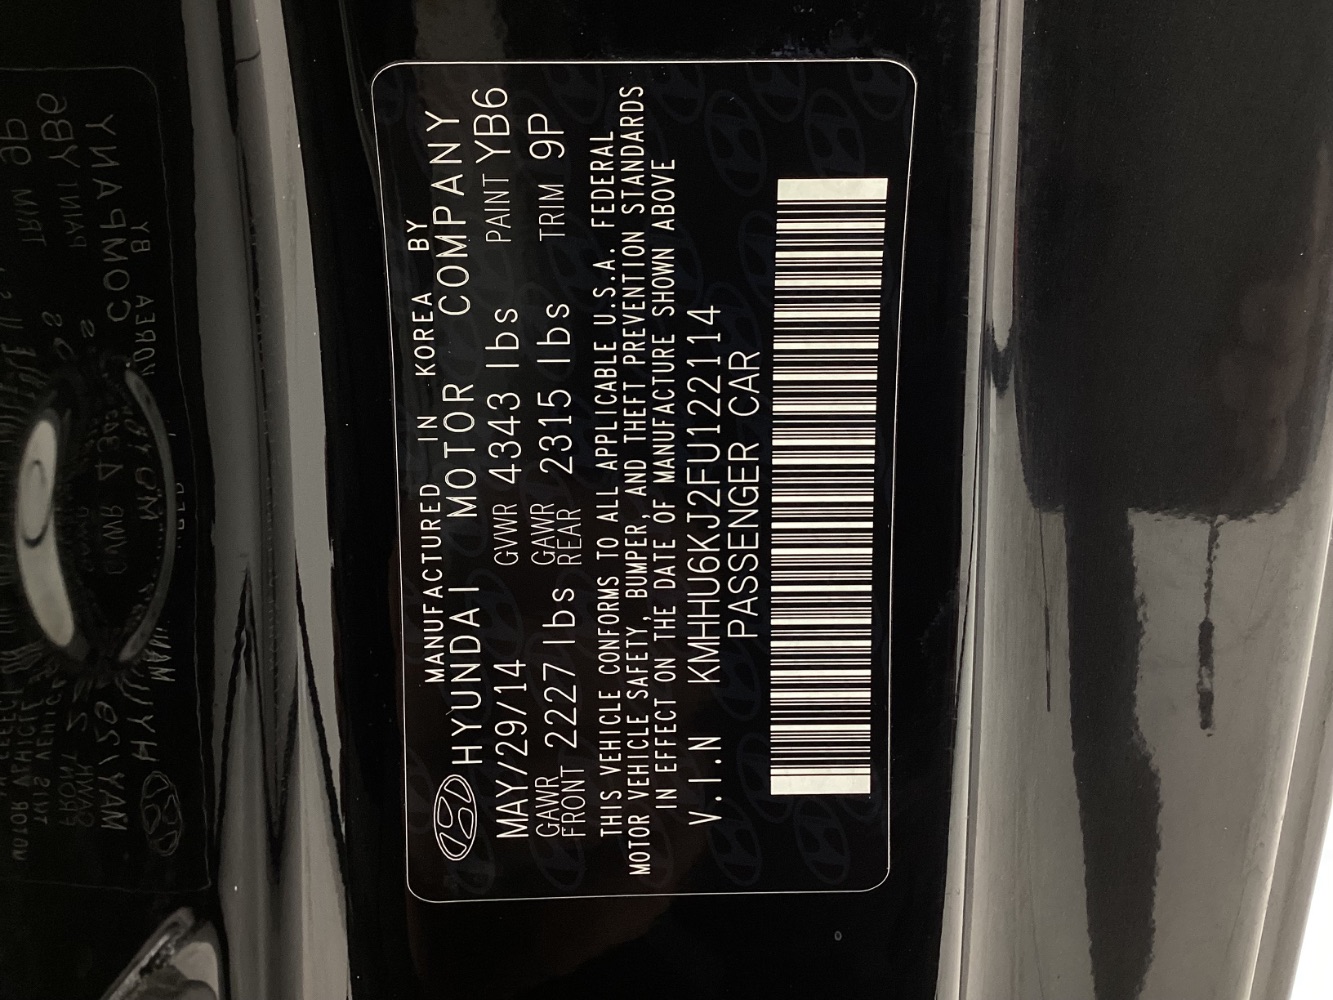 MANUFACTURED IN KOREA BY
HYUNDAI MOTOR COMPANY
MAY/29/14 GVWR 4343 lbs PAINT YB6
GAWR FRONT 2227 lbs GAWR REAR 2315 lbs TRIM 9P
THIS VEHICLE CONFORMS TO ALL APPLICABLE U.S.A. FEDERAL
MOTOR VEHICLE SAFETY, BUMPER, AND THEFT PREVENTION STANDARDS
IN EFFECT ON THE DATE OF MANUFACTURE SHOWN ABOVE
V.I.N KMHHU6KJ2FU122114
PASSENGER CAR